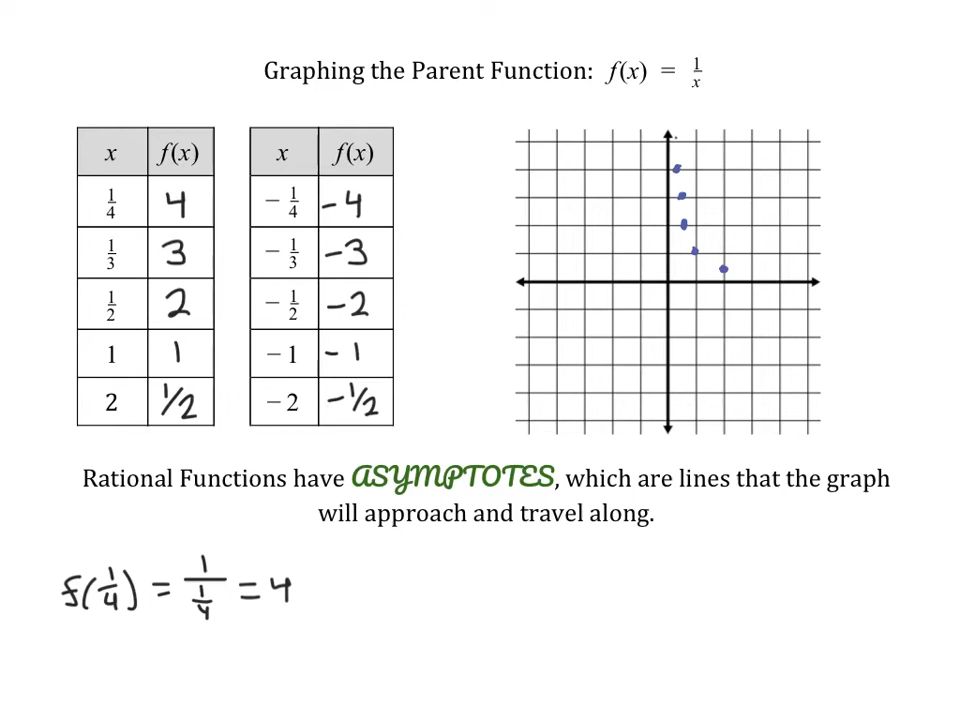 Graphing the Parent Function: f(x) = 1/x
x f(x) x f(x)
1/4 4 -1/4 -4
1/3 3 -1/3 -3
1/2 2 -1/2 -2
1 1 -1 -1
2 1/2 -2 -1/2
Rational Functions have ASYMPTOTES, which are lines that the graph
will approach and travel along.
f(1/4) = 1/(1/4) = 4